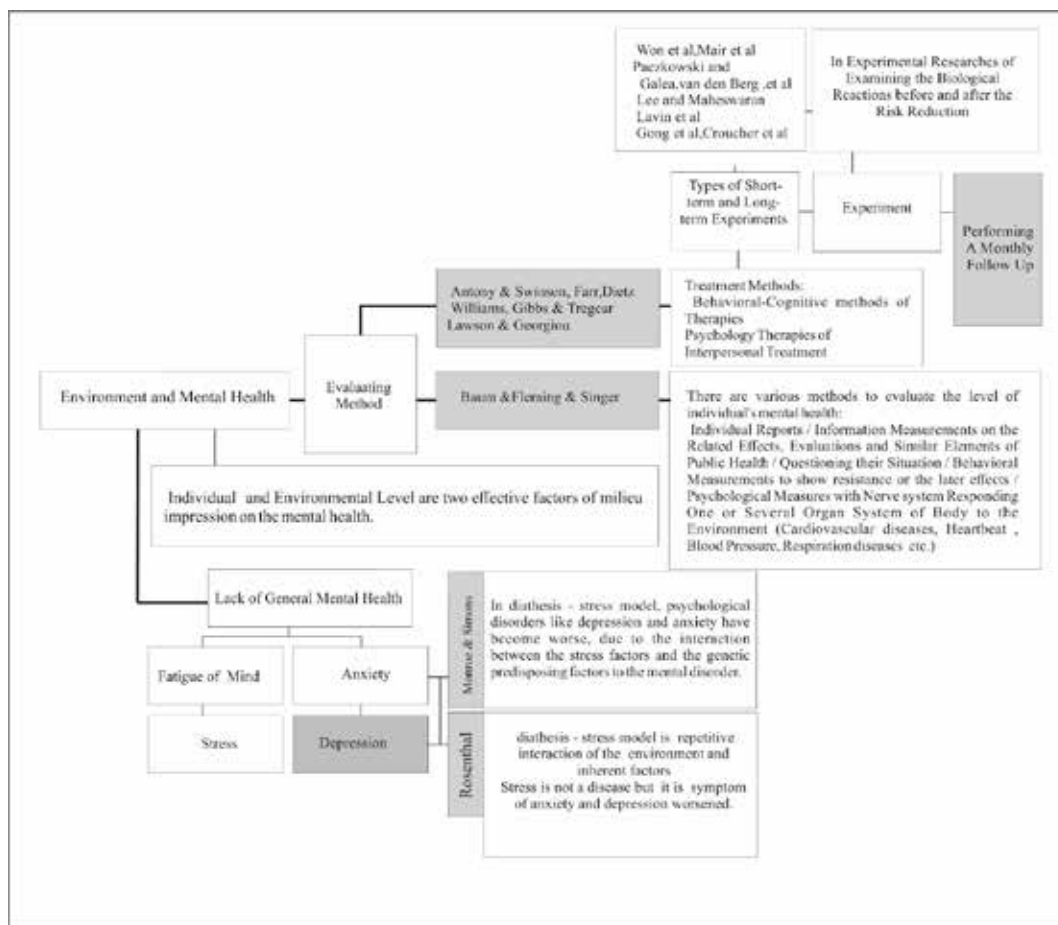 Won et al,Mair et al
Paczkowski and
Galea,van den Berg ,et al
Lee and Maheswaran
Lavin et al
Gong et al,Croucher et al
In Experimental Researches of
Examining the Biological
Reactions before and after the
Risk Reduction
Types of Short-
term and Long-
term Experiments
Experiment
Performing
A Monthly
Follow Up
Antony & Swinsen, Farr,Dietz
Williams, Gibbs & Tregear
Lawson & Georgiou
Treatment Methods:
Behavioral-Cognitive methods of
Therapies
Psychology Therapies of
Interpersonal Treatment
Environment and Mental Health
Evaluating
Method
Baum &Fleming & Singer
There are various methods to evaluate the level of
individual's mental health:
Individual Reports / Information Measurements on the
Related Effects, Evaluations and Similar Elements of
Public Health / Questioning their Situation / Behavioral
Measurements to show resistance or the later effects /
Psychological Measures with Nerve system Responding
One or Several Organ System of Body to the
Environment (Cardiovascular diseases, Heartbeat ,
Blood Pressure, Respiration diseases etc.)
Individual and Environmental Level are two effective factors of milieu
impression on the mental health.
Lack of General Mental Health
Fatigue of Mind
Anxiety
Stress
Depression
Monroe & Simons
In diathesis - stress model, psychological
disorders like depression and anxiety have
become worse, due to the interaction
between the stress factors and the genetic
predisposing factors to the mental disorder.
Rosenthal
diathesis - stress model is repetitive
interaction of the environment and
inherent factors
Stress is not a disease but it is symptom
of anxiety and depression worsened.